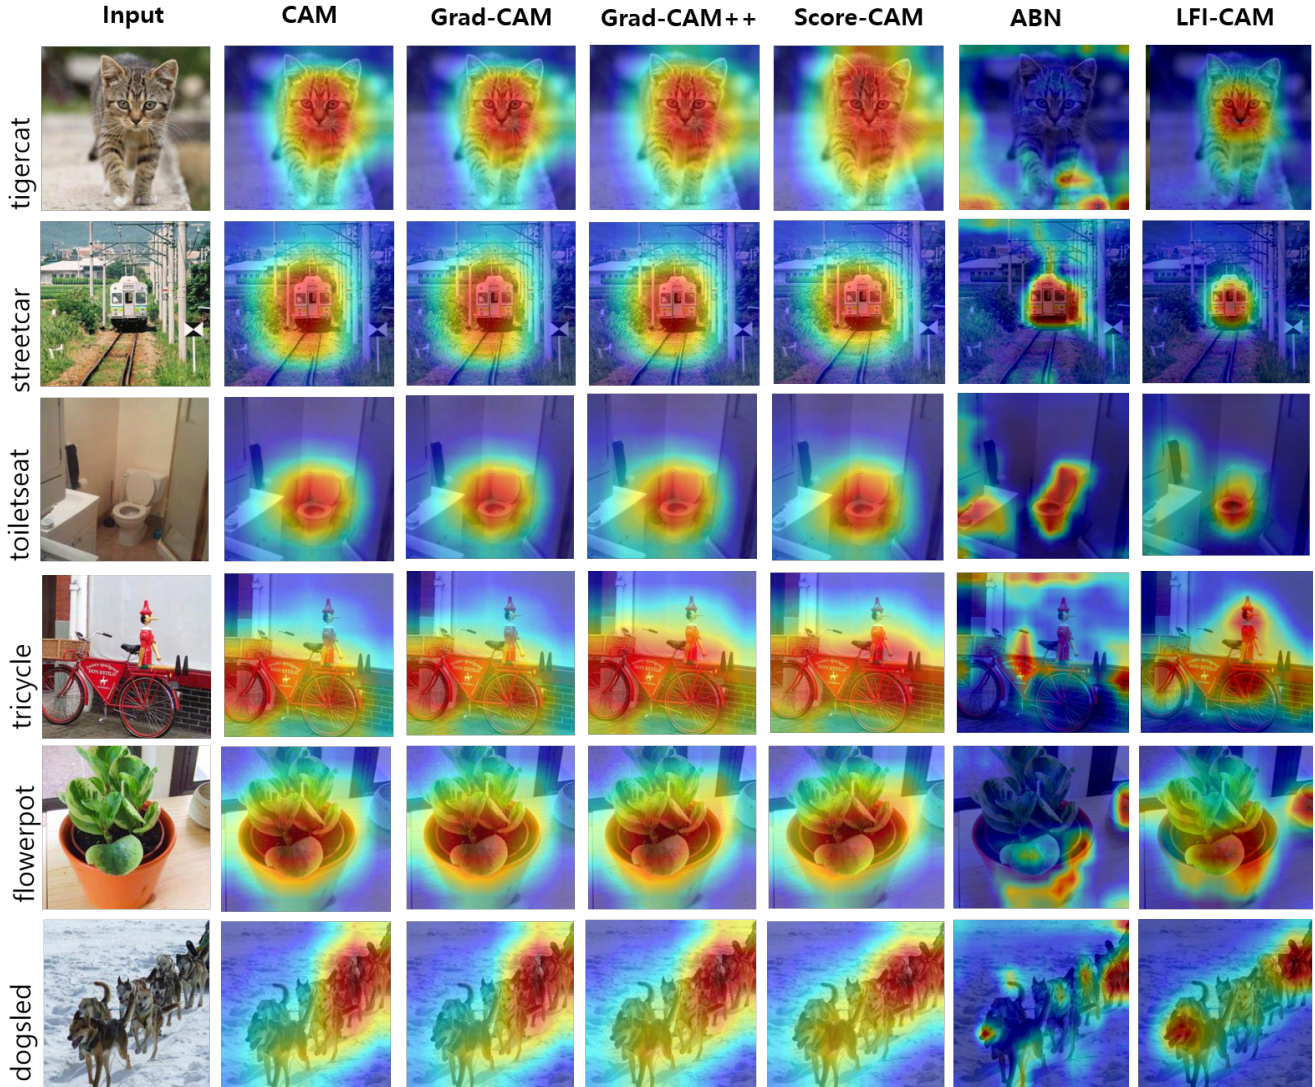 Input CAM Grad-CAM Grad-CAM++ Score-CAM ABN LFI-CAM
tigercat
streetcar
toiletseat
tricycle
flowerpot
dogsled